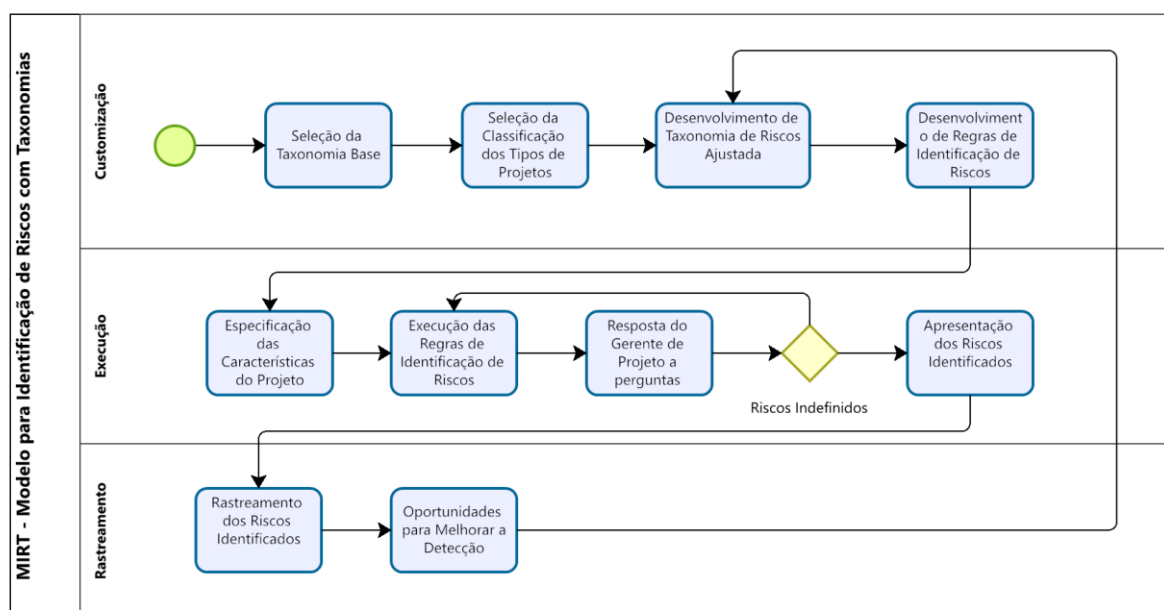 MIRT - Modelo para Identificação de Riscos com Taxonomias
Customização
Seleção da
Taxonomia Base
Seleção da
Classificação
dos Tipos de
Projetos
Desenvolvimento de
Taxonomia de Riscos
Ajustada
Desenvolviment
o de Regras de
Identificação de
Riscos
Execução
Especificação
das
Características
do Projeto
Execução das
Regras de
Identificação de
Riscos
Resposta do
Gerente de
Projeto a
perguntas
Riscos Indefinidos
Apresentação
dos Riscos
Identificados
Rastreamento
Rastreamento
dos Riscos
Identificados
Oportunidades
para Melhorar a
Detecção